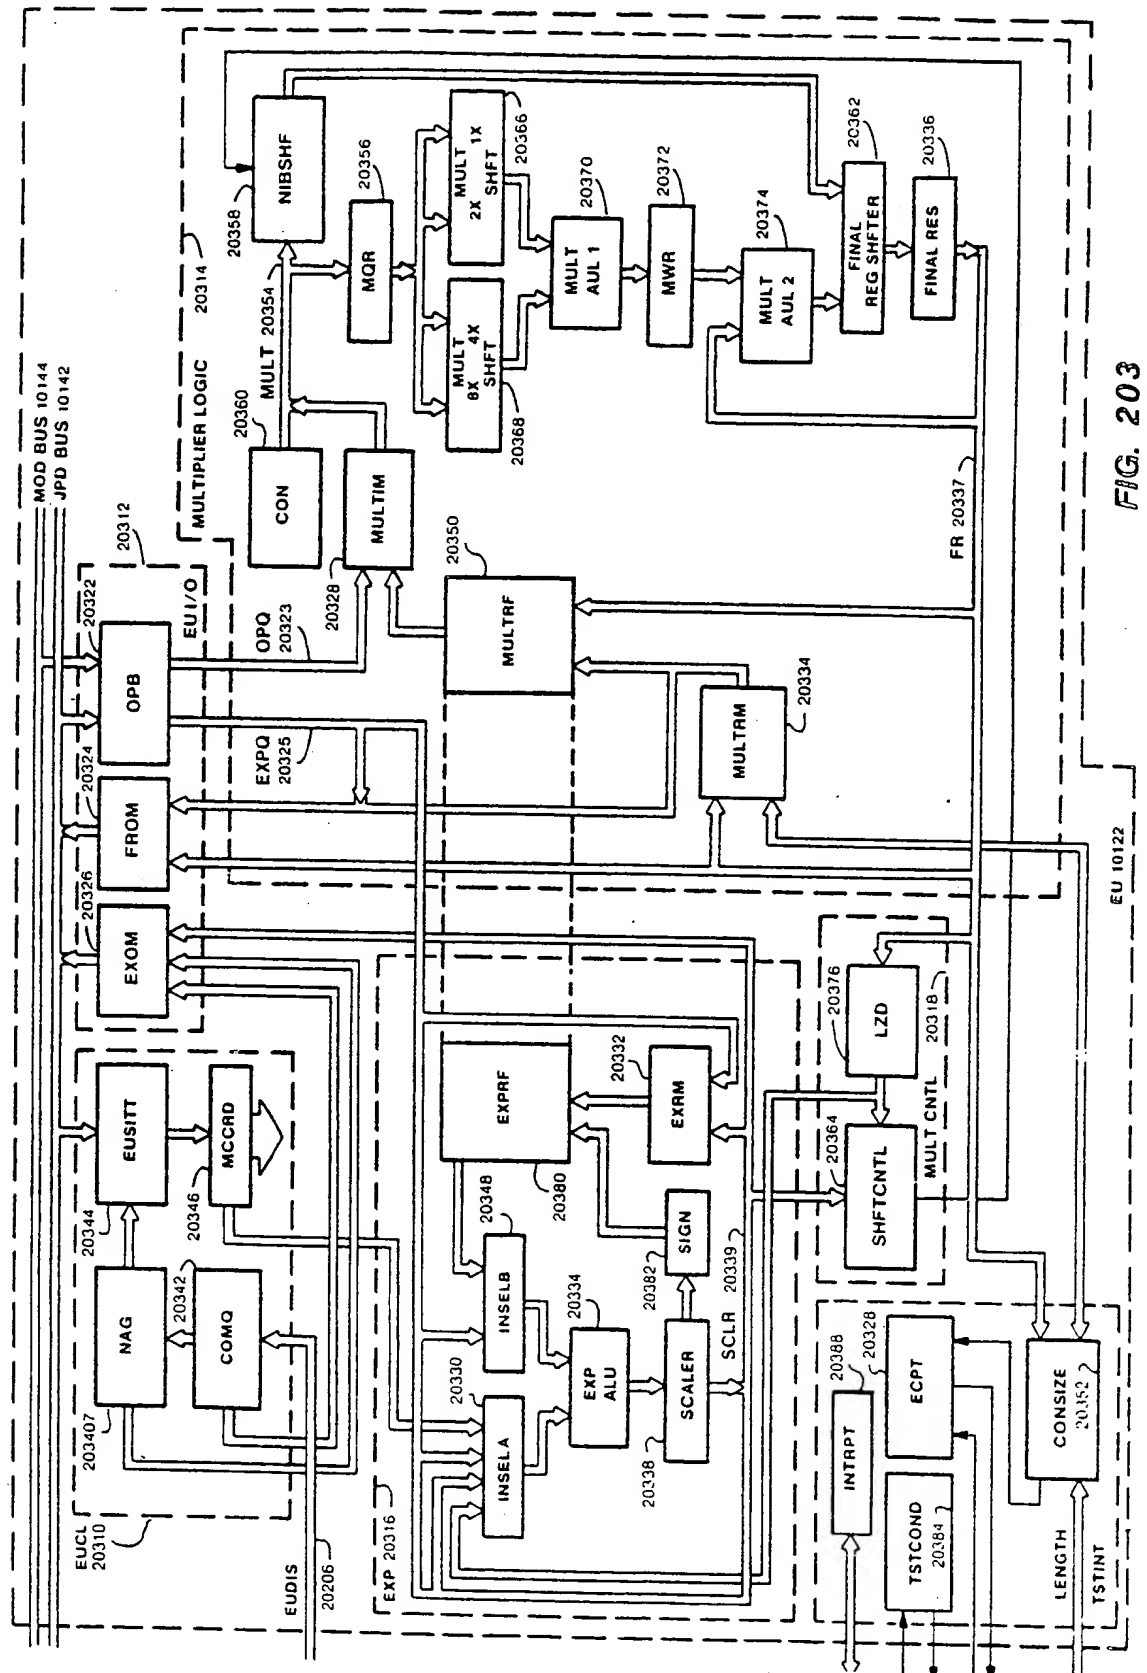 MOD BUS 10144
JPD BUS 10142
20312
20322
EU I/O
OPB
20324
FROM
20326
EXOM
EUSITT
20344
MCCRD
20346
NAG
203407
20342
COMQ
EUCL
20310
EUDIS
20206
MULTIPLIER LOGIC
20314
NIBSHF
20358
MULT 20354
20360
CON
MQR
20356
MULTIM
20328
OPQ
20323
EXPQ
20325
MULT 1X
2X SHFT
20366
MULT 4X
8X SHFT
20368
MULT
AUL 1
20370
MWR
20372
MULT
AUL 2
20374
FINAL
REG SHFTER
20362
FINAL RES
20336
FR 20337
MULTRF
20350
MULTRM
20334
EXPRF
20380
EXRM
20332
INSELB
20348
INSELA
20330
EXP
ALU
20334
SIGN
20382
SCALER
20338
SCLR
20339
EXP 20316
LZD
20376
20318
SHFTCNTL
20364
MULT CNTL
ECPT
20328
INTRPT
20388
TSTCOND
20384
CONSIZE
20352
LENGTH
TSTINT
EU 10122
FIG. 203